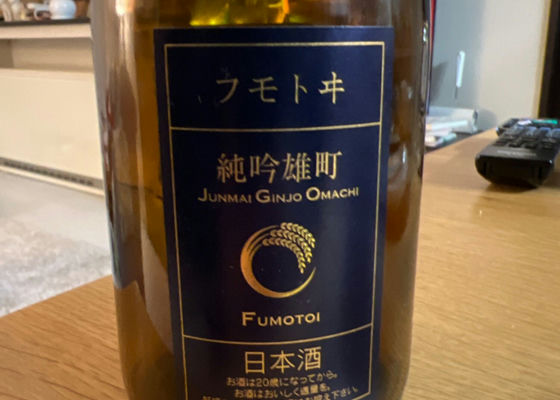 フモトヰ
純吟雄町
JUNMAI GINJO OMACHI
FUMOTOI
日本酒
お酒は20歳になってから。
お酒はおいしく適量を。